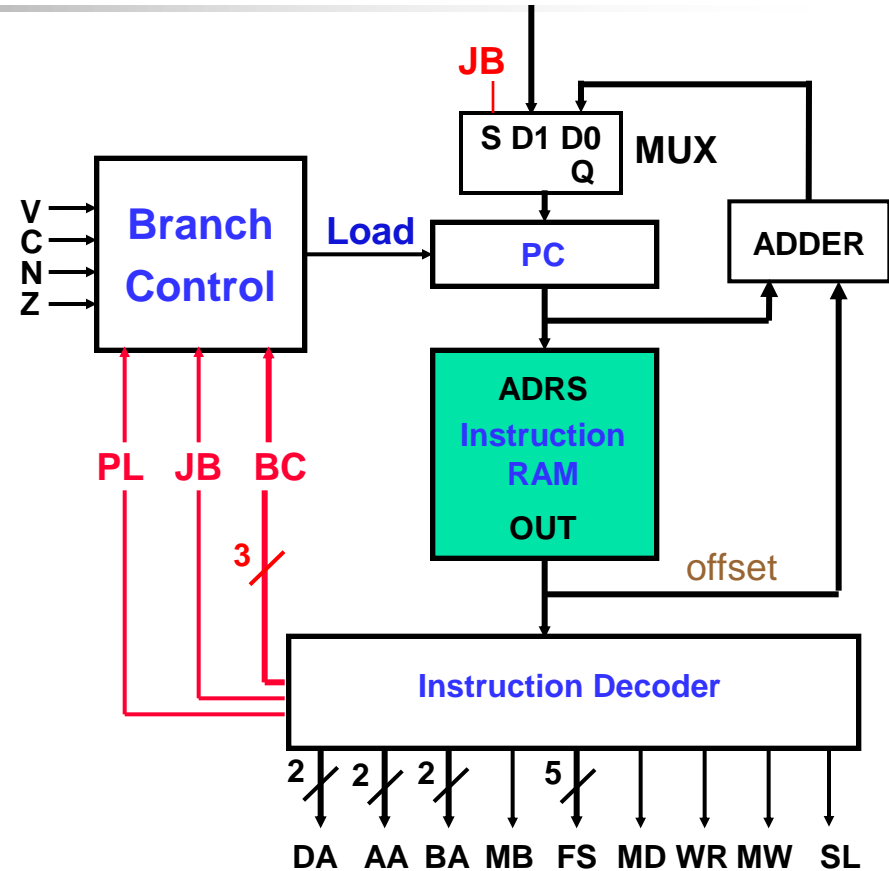 JB
S D1 D0
Q
MUX
V
C
N
Z
Branch
Control
Load
PC
ADDER
ADRS
Instruction
RAM
OUT
PL JB BC
3
offset
Instruction Decoder
2 2 2 5
DA AA BA MB FS MD WR MW SL